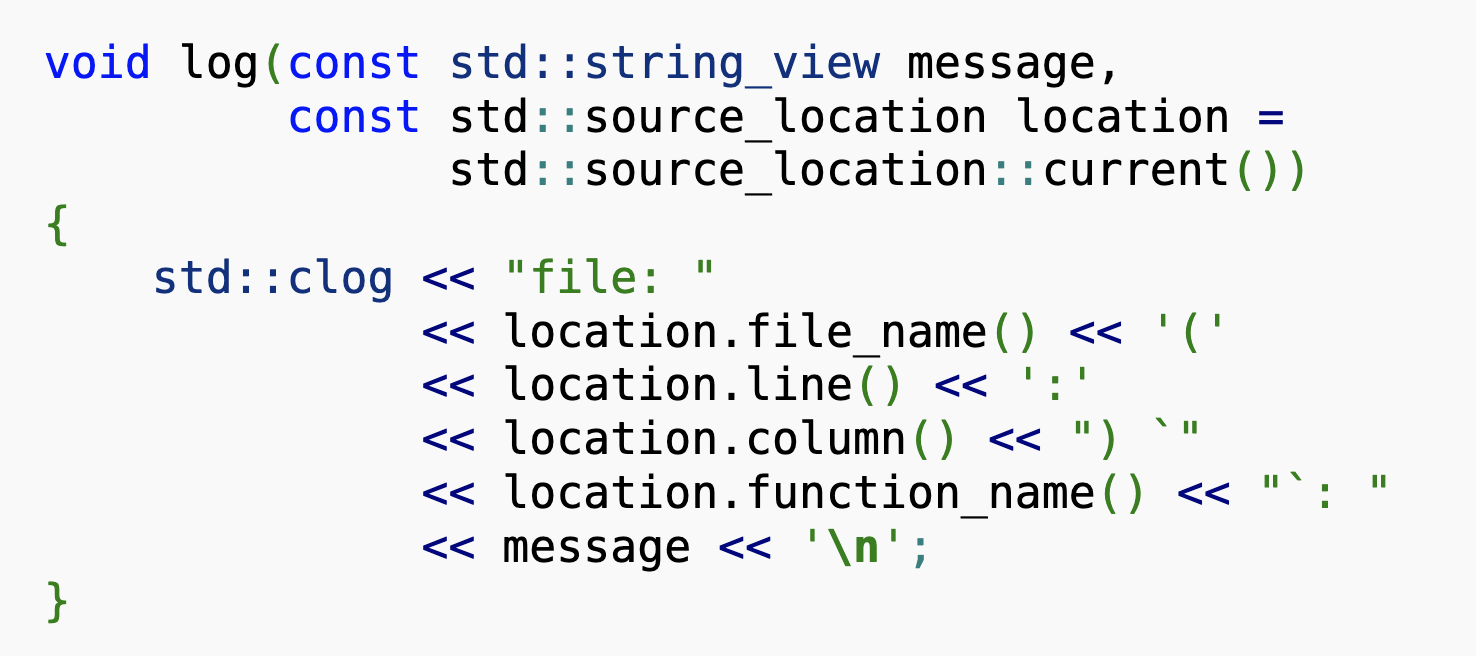 void log(const std::string_view message,
         const std::source_location location =
               std::source_location::current())
{
    std::clog << "file: "
              << location.file_name() << '('
              << location.line() << ':'
              << location.column() << ") `"
              << location.function_name() << "`: "
              << message << '\n';
}